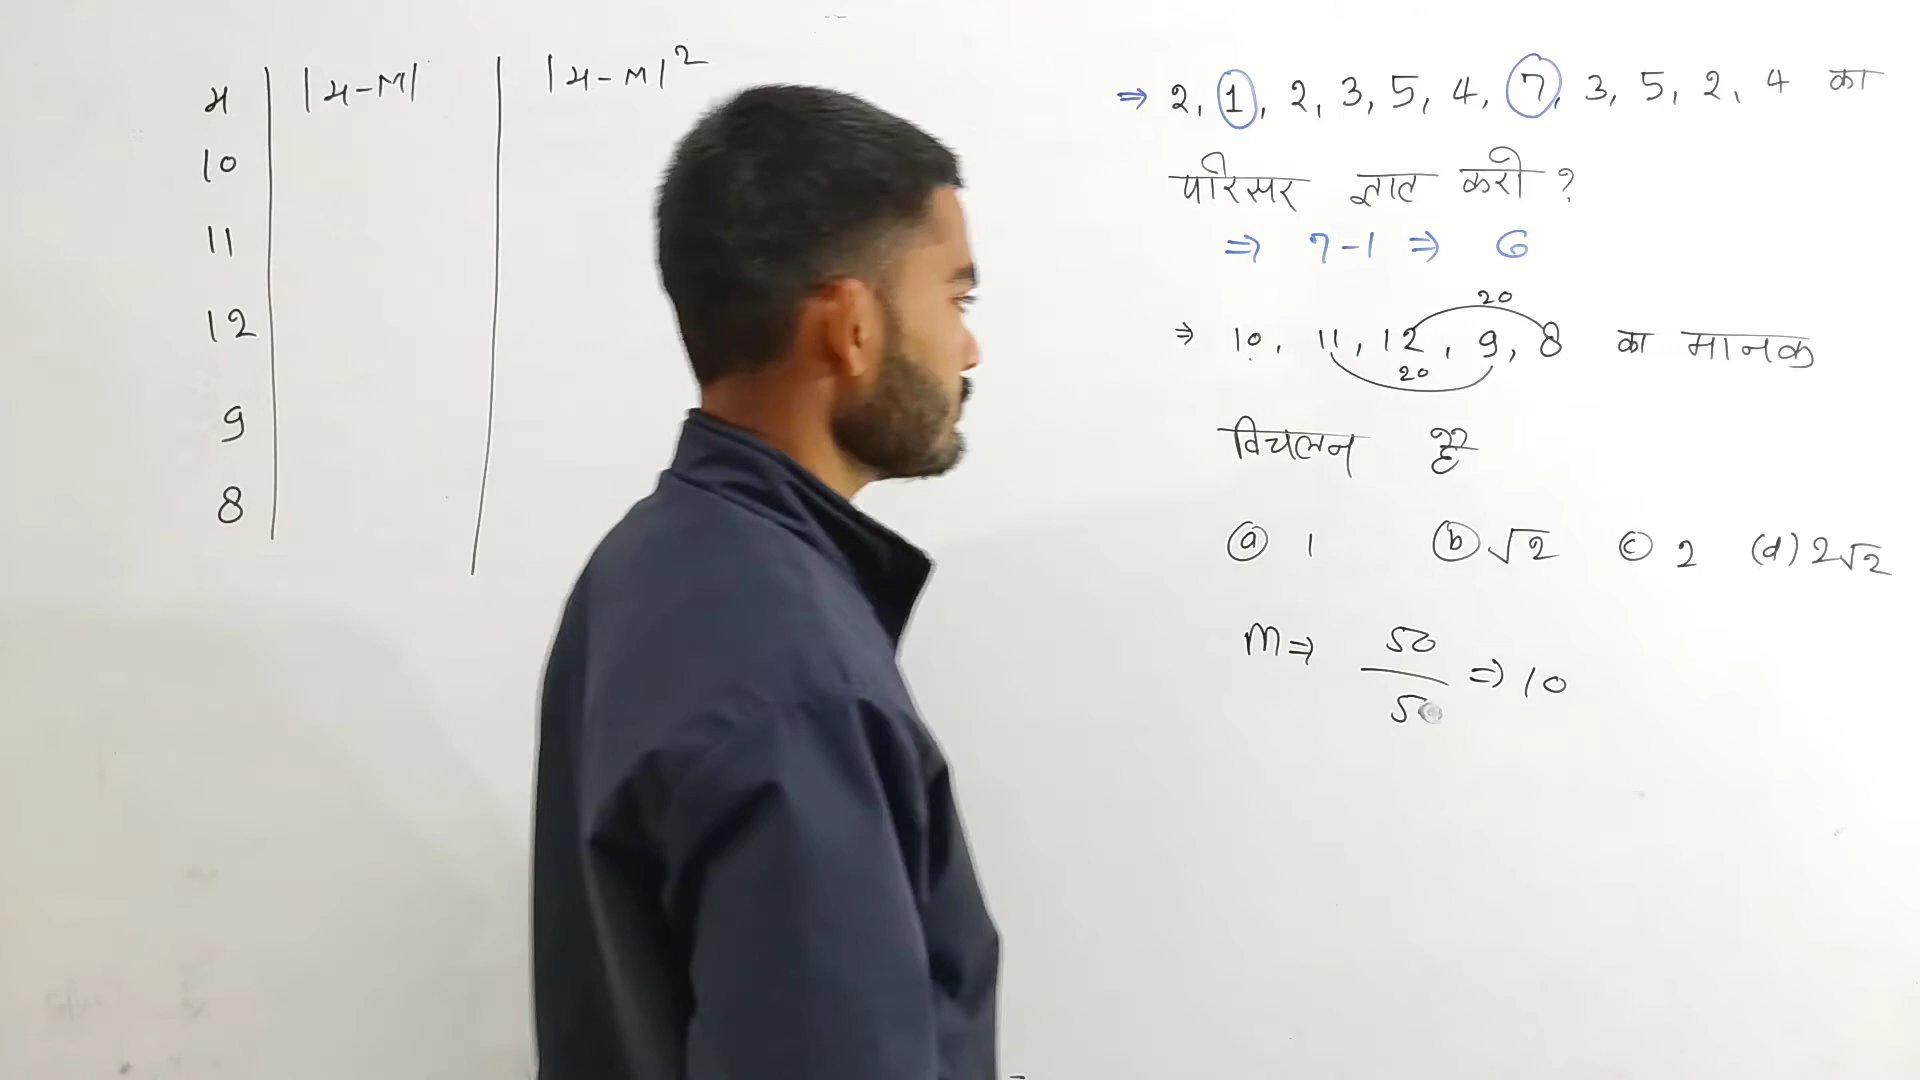 x |x-M| |x-M|²
10
11
12
9
8
⇒ 2, 1, 2, 3, 5, 4, 7, 3, 5, 2, 4 का
परिसर ज्ञात करो ?
⇒ 7-1 ⇒ 6
20
⇒ 10, 11, 12, 9, 8 का मानक
20
विचलन है
(a) 1 (b) √2 (c) 2 (d) 2√2
m ⇒ 50/50 ⇒ 10